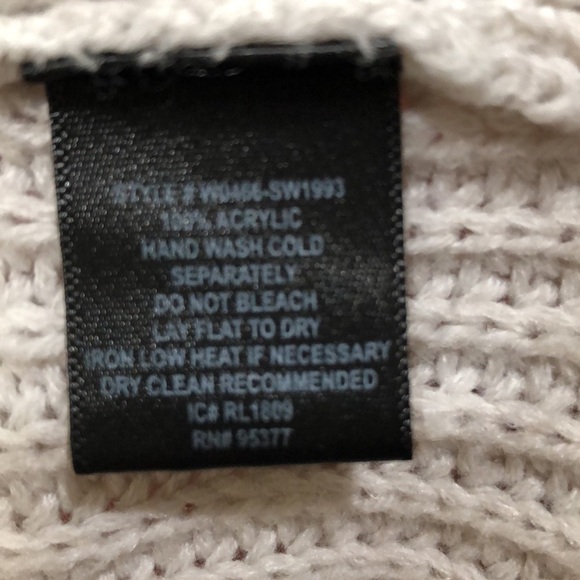 STYLE # W0466-SW1993
100% ACRYLIC
HAND WASH COLD
SEPARATELY
DO NOT BLEACH
LAY FLAT TO DRY
IRON LOW HEAT IF NECESSARY
DRY CLEAN RECOMMENDED
IC# RL1809
RN# 95377